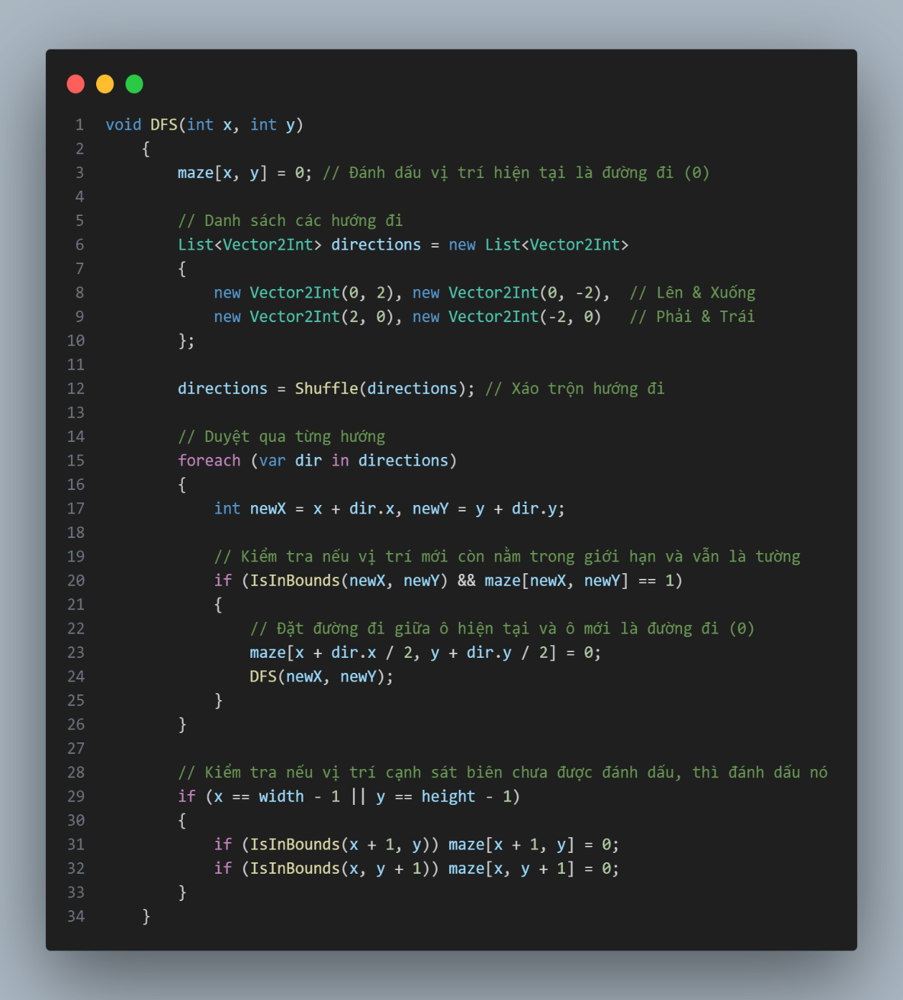 1 void DFS(int x, int y)
2 {
3 maze[x, y] = 0; // Đánh dấu vị trí hiện tại là đường đi (0)
4
5 // Danh sách các hướng đi
6 List<Vector2Int> directions = new List<Vector2Int>
7 {
8 new Vector2Int(0, 2), new Vector2Int(0, -2), // Lên & Xuống
9 new Vector2Int(2, 0), new Vector2Int(-2, 0) // Phải & Trái
10 };
11
12 directions = Shuffle(directions); // Xáo trộn hướng đi
13
14 // Duyệt qua từng hướng
15 foreach (var dir in directions)
16 {
17 int newX = x + dir.x, newY = y + dir.y;
18
19 // Kiểm tra nếu vị trí mới còn nằm trong giới hạn và vẫn là tường
20 if (IsInBounds(newX, newY) && maze[newX, newY] == 1)
21 {
22 // Đặt đường đi giữa ô hiện tại và ô mới là đường đi (0)
23 maze[x + dir.x / 2, y + dir.y / 2] = 0;
24 DFS(newX, newY);
25 }
26 }
27
28 // Kiểm tra nếu vị trí cạnh sát biên chưa được đánh dấu, thì đánh dấu nó
29 if (x == width - 1 || y == height - 1)
30 {
31 if (IsInBounds(x + 1, y)) maze[x + 1, y] = 0;
32 if (IsInBounds(x, y + 1)) maze[x, y + 1] = 0;
33 }
34 }